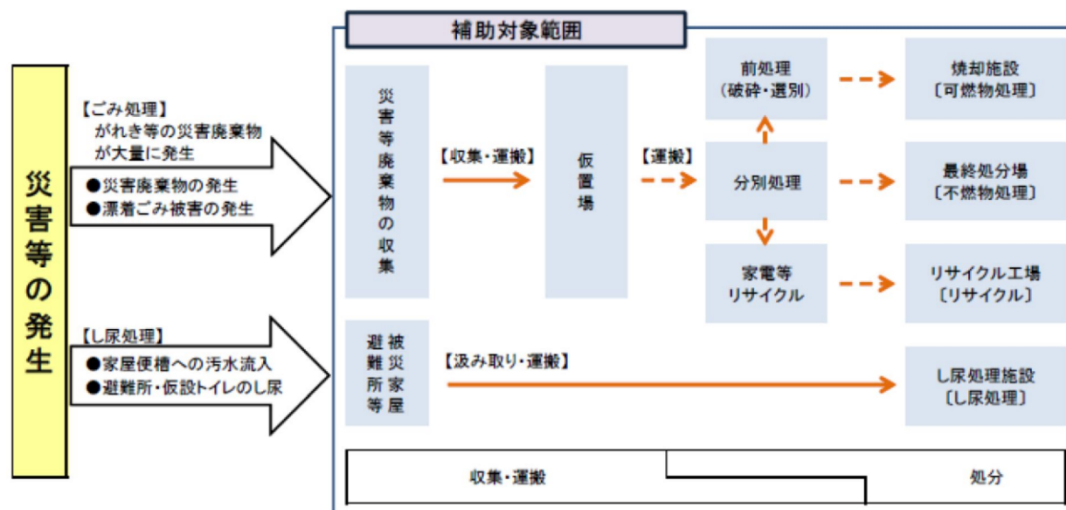 補助対象範囲
災害等の発生
【ごみ処理】
がれき等の災害廃棄物
が大量に発生
●災害廃棄物の発生
●漂着ごみ被害の発生
災害等廃棄物の収集
【収集・運搬】
仮置場
【運搬】
前処理
(破砕・選別)
分別処理
家電等
リサイクル
焼却施設
〔可燃物処理〕
最終処分場
〔不燃物処理〕
リサイクル工場
〔リサイクル〕
【し尿処理】
●家屋便槽への汚水流入
●避難所・仮設トイレのし尿
被災家屋
避難所等
【汲み取り・運搬】
し尿処理施設
〔し尿処理〕
収集・運搬
処分